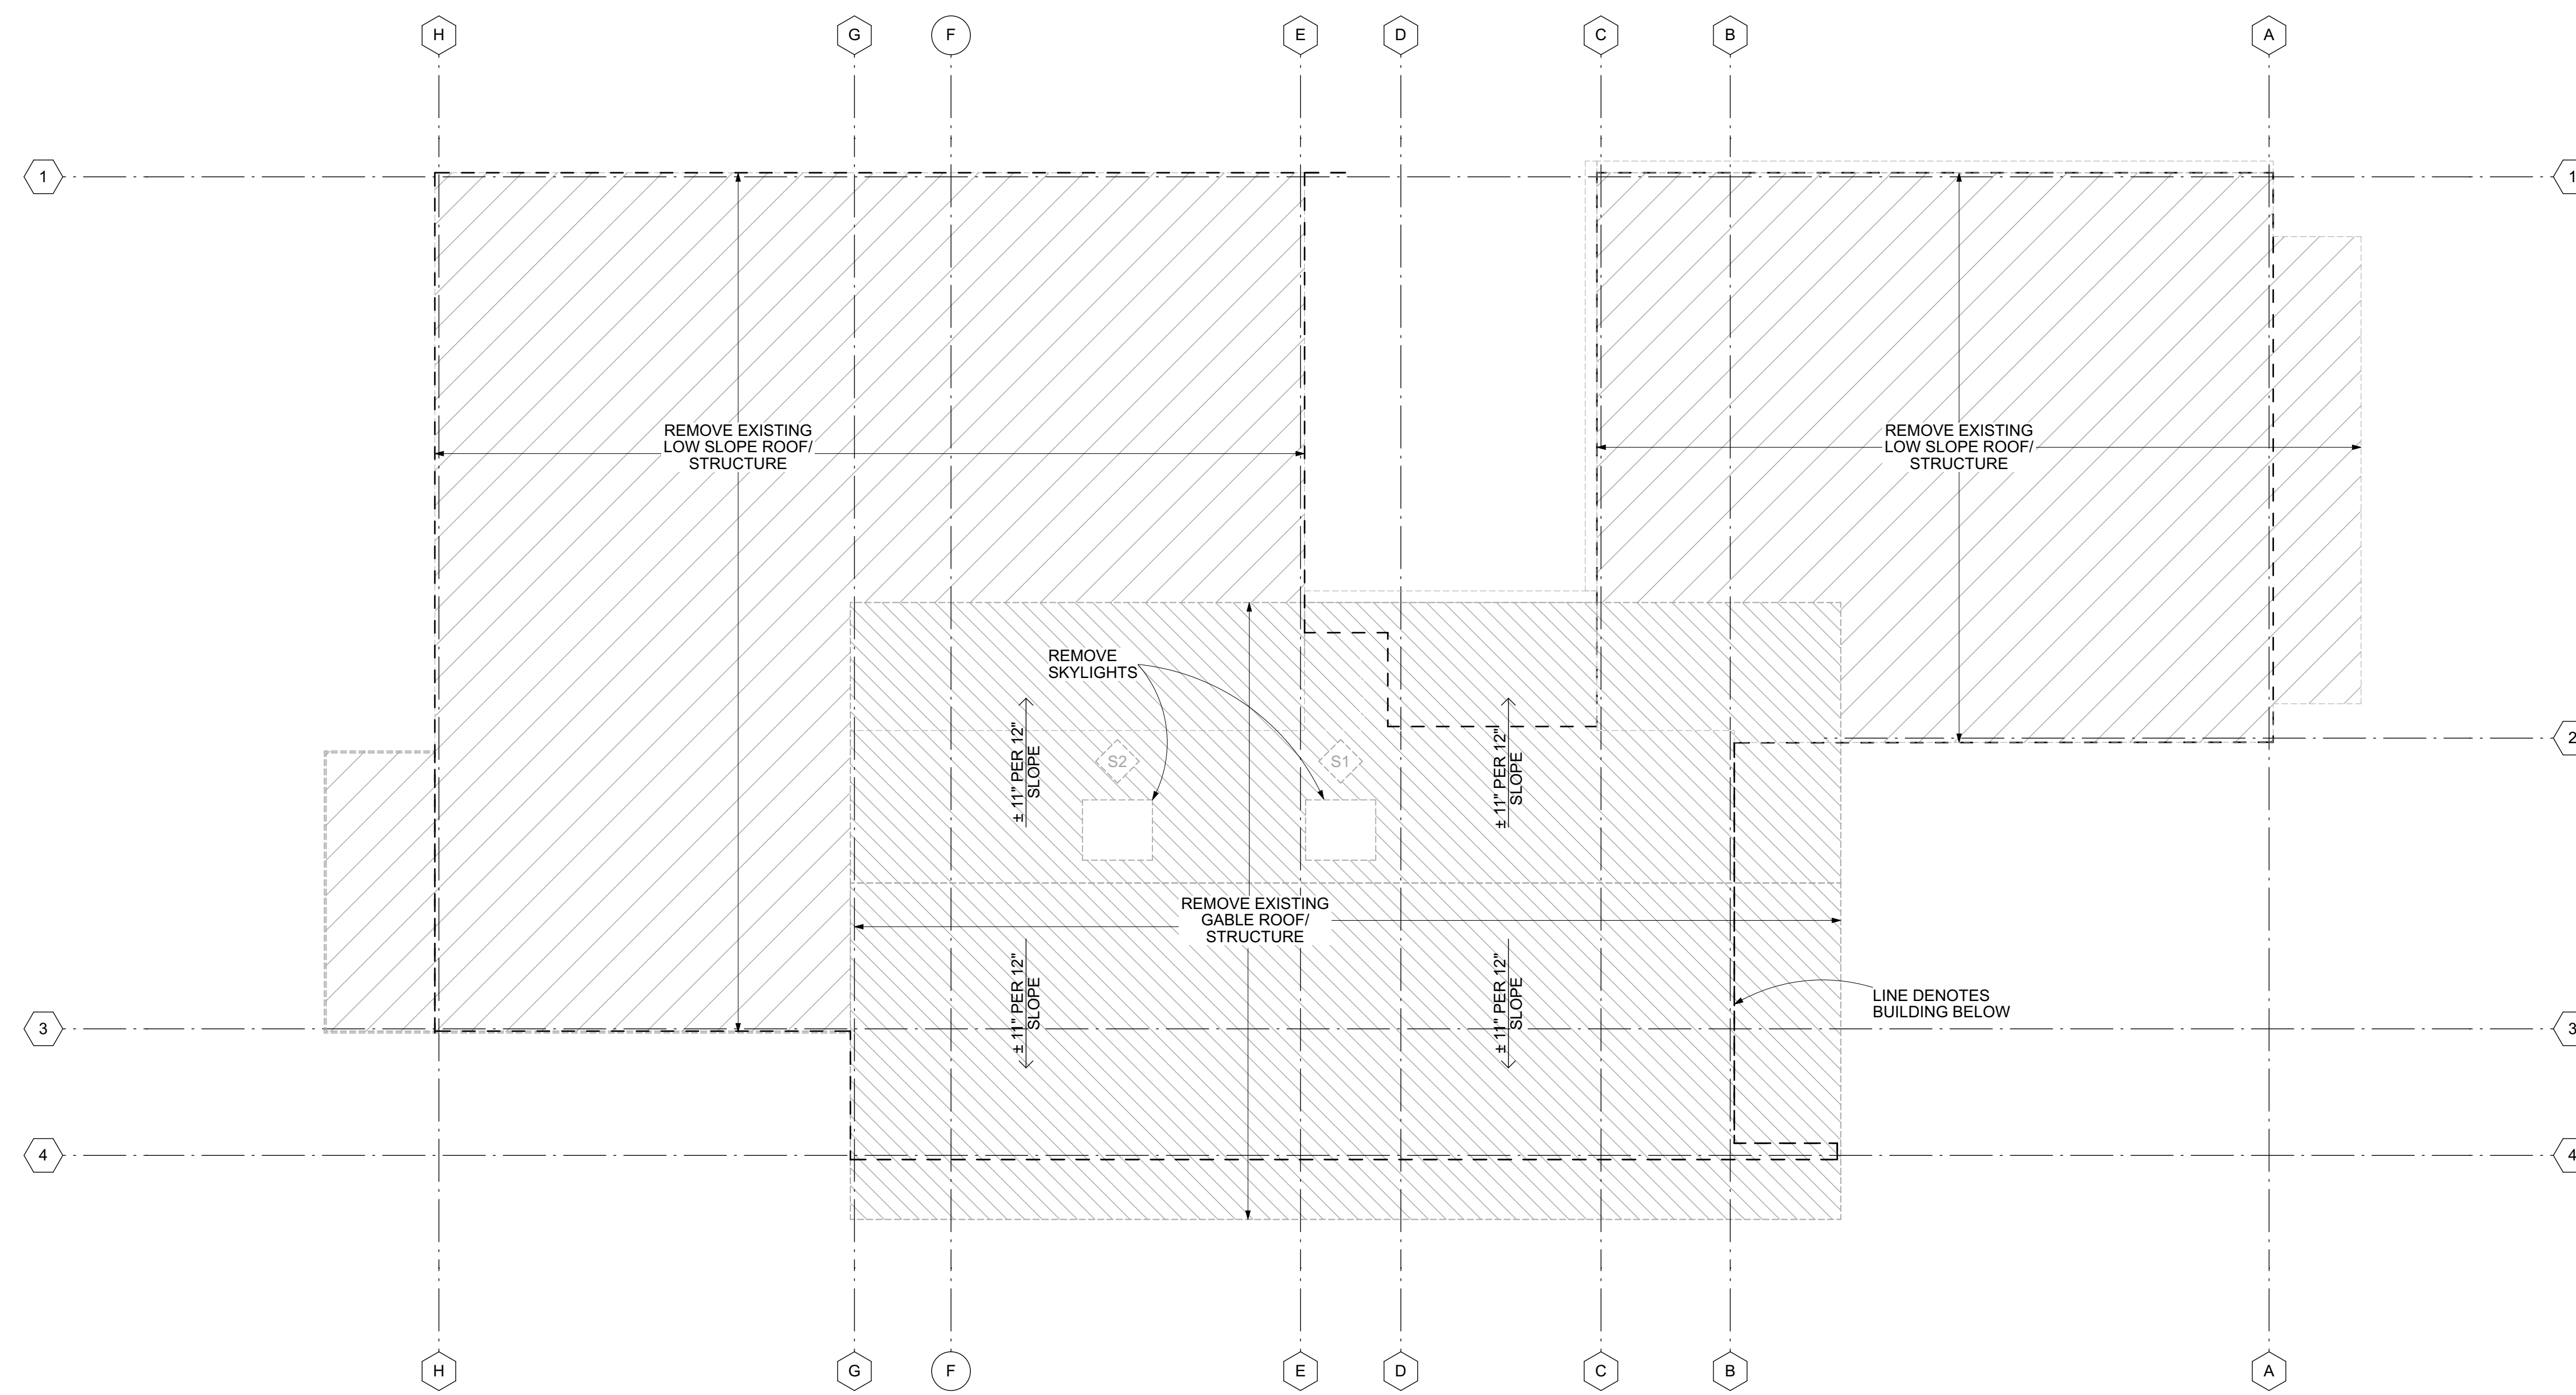 H G F E D C B A
1 1
REMOVE EXISTING
LOW SLOPE ROOF/
STRUCTURE
REMOVE EXISTING
LOW SLOPE ROOF/
STRUCTURE
REMOVE
SKYLIGHTS
± 11" PER 12"
SLOPE
S2
S1
± 11" PER 12"
SLOPE
2
REMOVE EXISTING
GABLE ROOF/
STRUCTURE
± 11" PER 12"
SLOPE
± 11" PER 12"
SLOPE
LINE DENOTES
BUILDING BELOW
3 3
4 4
H G F E D C B A